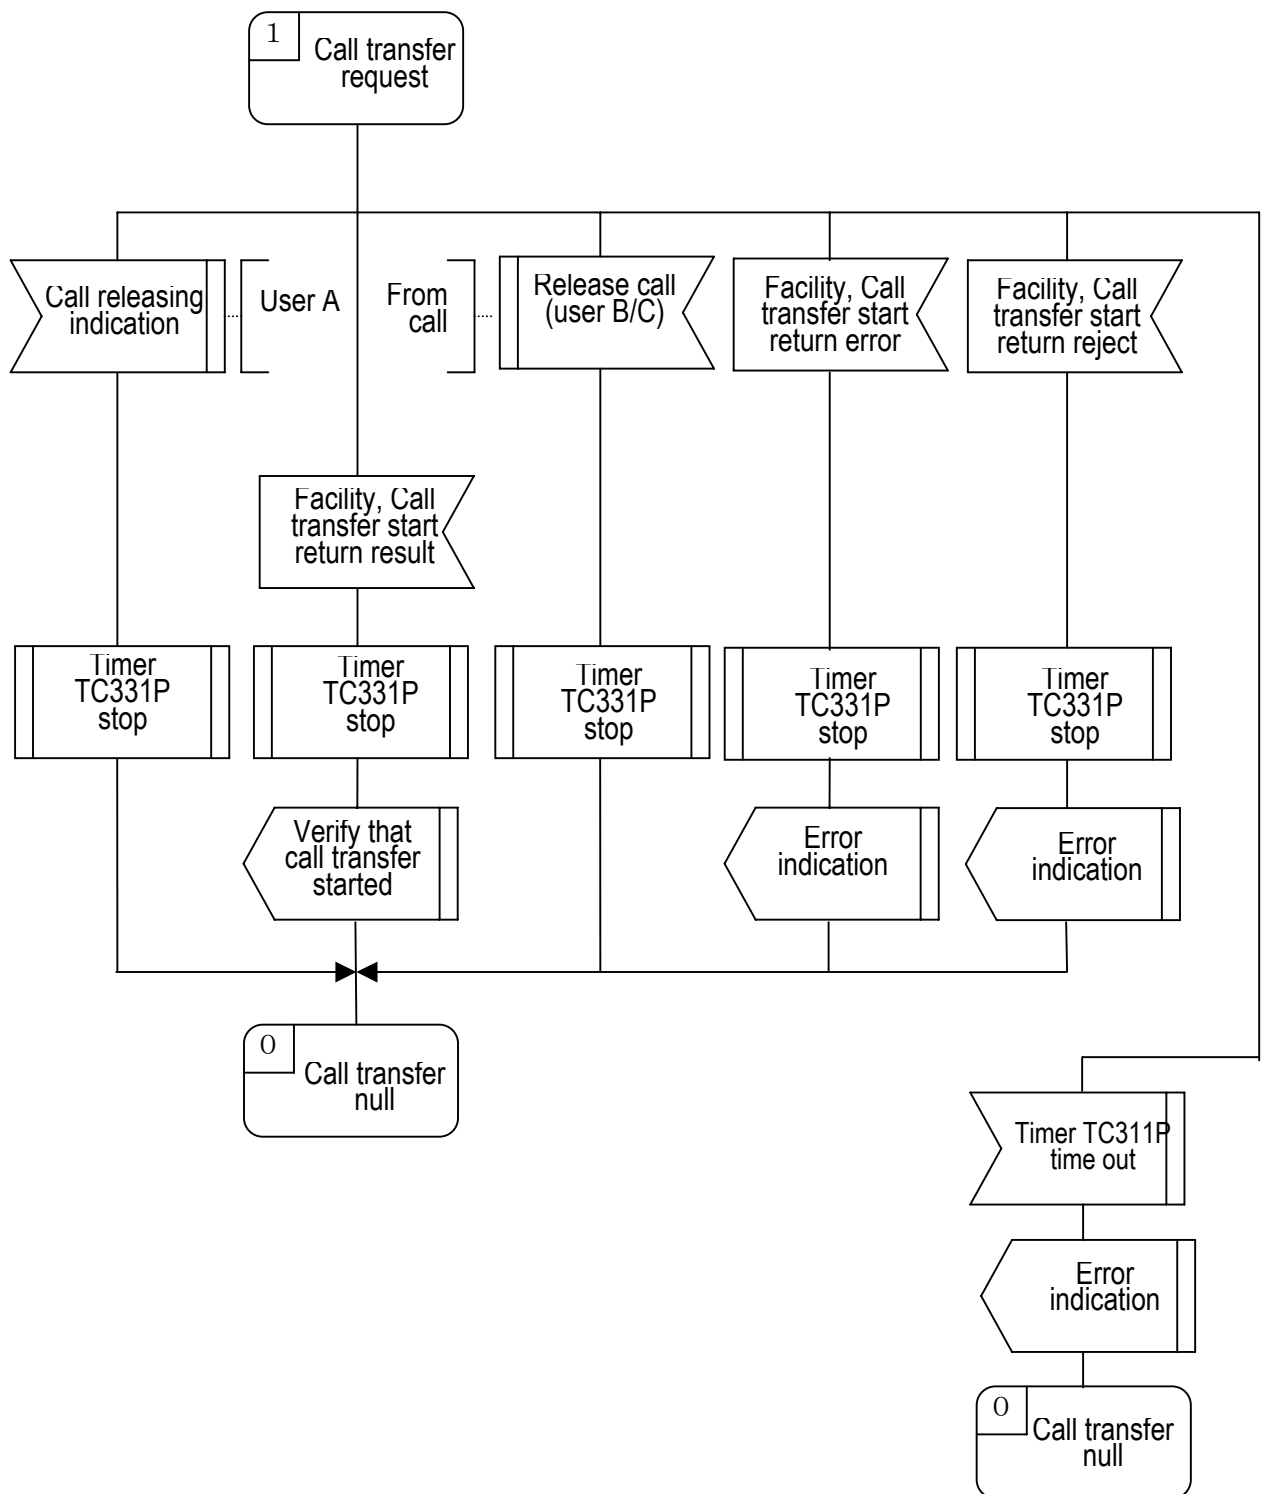 1
Call transfer
request
Call releasing
indication
User A
From
call
Release call
(user B/C)
Facility, Call
transfer start
return error
Facility, Call
transfer start
return reject
Facility, Call
transfer start
return result
Timer
TC331P
stop
Timer
TC331P
stop
Timer
TC331P
stop
Timer
TC331P
stop
Timer
TC331P
stop
Verify that
call transfer
started
Error
indication
Error
indication
0
Call transfer
null
Timer TC311P
time out
Error
indication
0
Call transfer
null